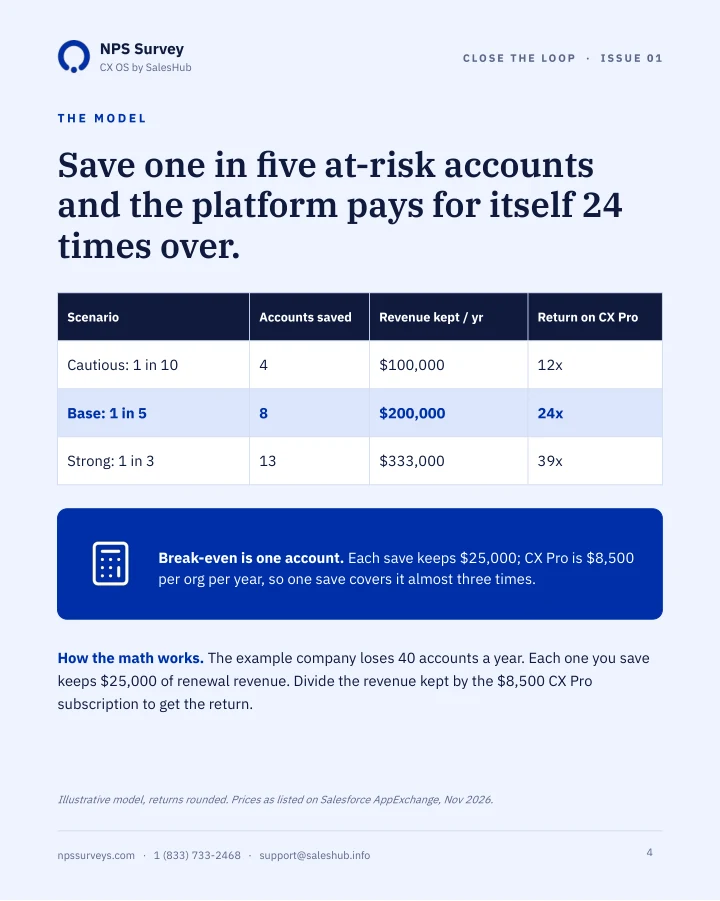 NPS Survey
CX OS by SalesHub
CLOSE THE LOOP · ISSUE 01
THE MODEL
Save one in five at-risk accounts
and the platform pays for itself 24
times over.
Scenario Accounts saved Revenue kept / yr Return on CX Pro
Cautious: 1 in 10 4 $100,000 12x
Base: 1 in 5 8 $200,000 24x
Strong: 1 in 3 13 $333,000 39x
Break-even is one account. Each save keeps $25,000; CX Pro is $8,500
per org per year, so one save covers it almost three times.
How the math works. The example company loses 40 accounts a year. Each one you save
keeps $25,000 of renewal revenue. Divide the revenue kept by the $8,500 CX Pro
subscription to get the return.
Illustrative model, returns rounded. Prices as listed on Salesforce AppExchange, Nov 2026.
npssurveys.com · 1 (833) 733-2468 · support@saleshub.info
4